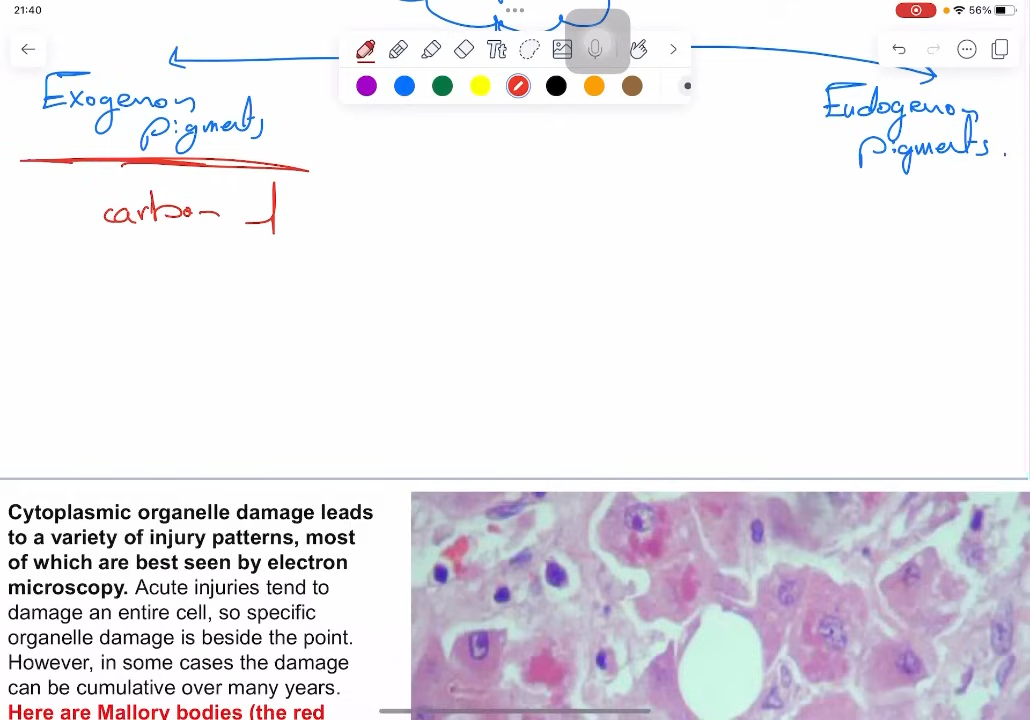 21:40
56%
Tt
Exogenous
pigments
Endogenous
pigments.
carbon
Cytoplasmic organelle damage leads
to a variety of injury patterns, most
of which are best seen by electron
microscopy. Acute injuries tend to
damage an entire cell, so specific
organelle damage is beside the point.
However, in some cases the damage
can be cumulative over many years.
Here are Mallory bodies (the red